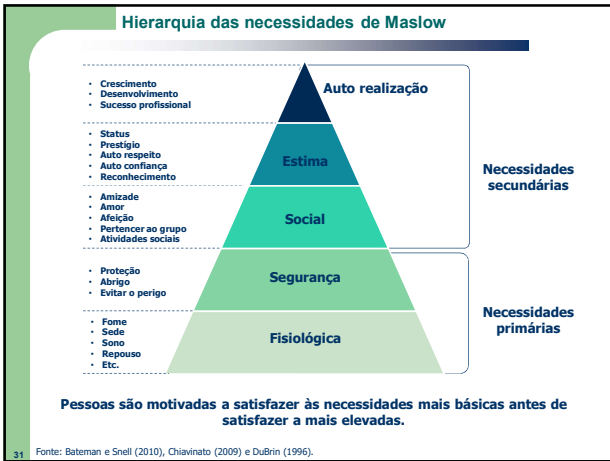 Hierarquia das necessidades de Maslow
• Crescimento
• Desenvolvimento
• Sucesso profissional
Auto realização
• Status
• Prestígio
• Auto respeito
• Auto confiança
• Reconhecimento
Estima
Necessidades
secundárias
• Amizade
• Amor
• Afeição
• Pertencer ao grupo
• Atividades sociais
Social
• Proteção
• Abrigo
• Evitar o perigo
Segurança
Necessidades
primárias
• Fome
• Sede
• Sono
• Repouso
• Etc.
Fisiológica
Pessoas são motivadas a satisfazer às necessidades mais básicas antes de
satisfazer a mais elevadas.
31 Fonte: Bateman e Snell (2010), Chiavinato (2009) e DuBrin (1996).